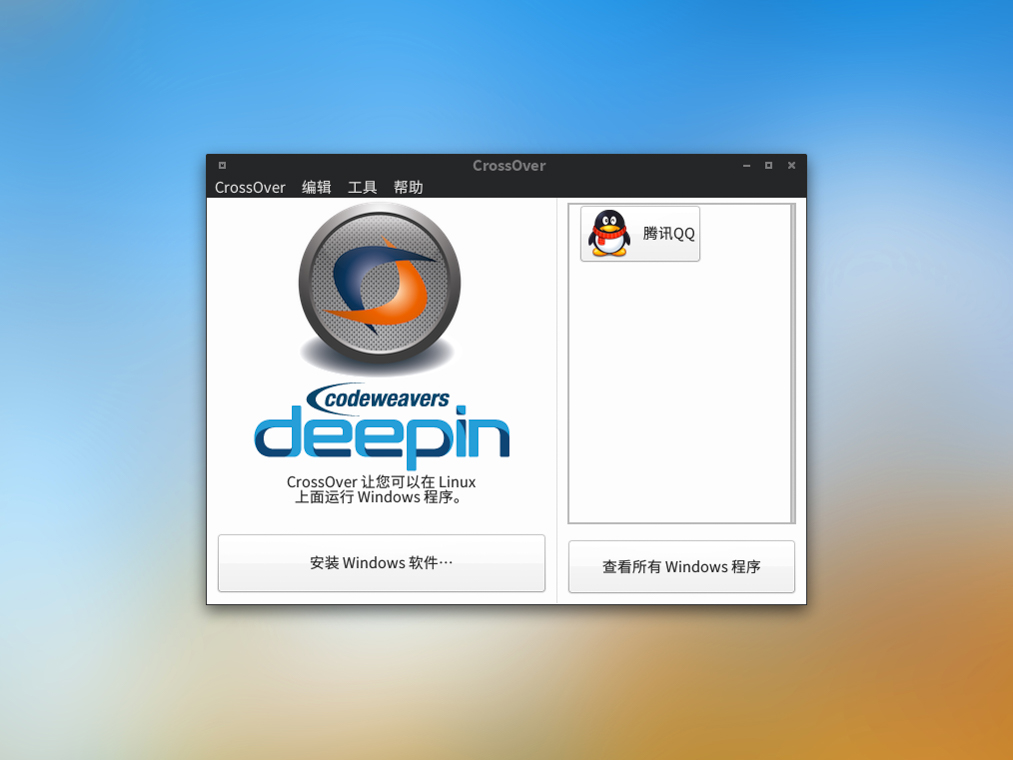 CrossOver
CrossOver 编辑 工具 帮助
codeweavers
deepin
CrossOver 让您可以在 Linux
上面运行 Windows 程序。
安装 Windows 软件…
腾讯QQ
查看所有 Windows 程序